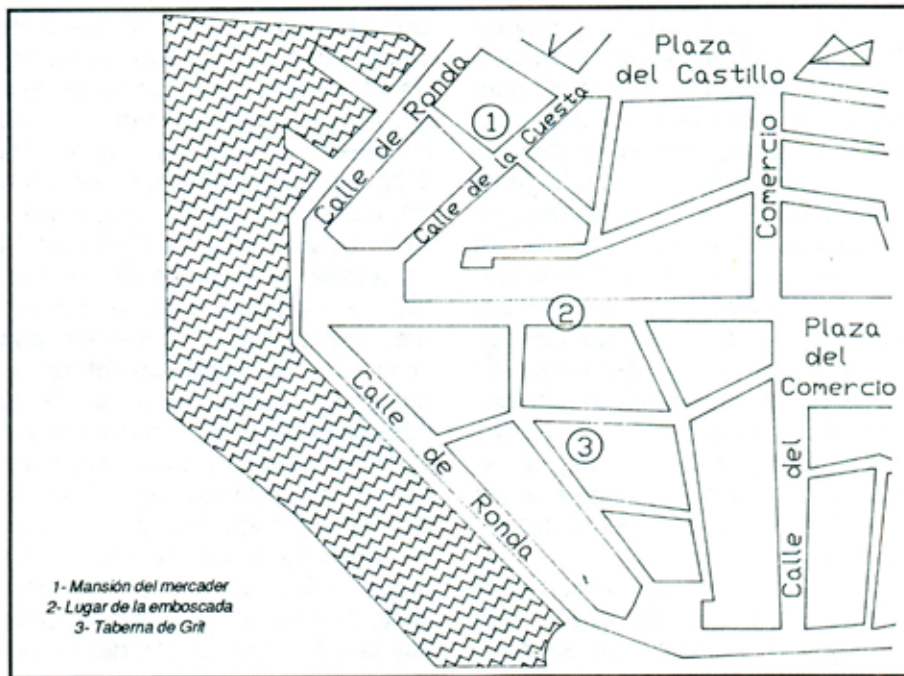 Plaza
del Castillo
Calle de Ronda
1
Calle de la Cuesta
Comercio
2
Plaza
del
Comercio
Calle de Ronda
3
Calle del
1- Mansión del mercader
2- Lugar de la emboscada
3- Taberna de Grit